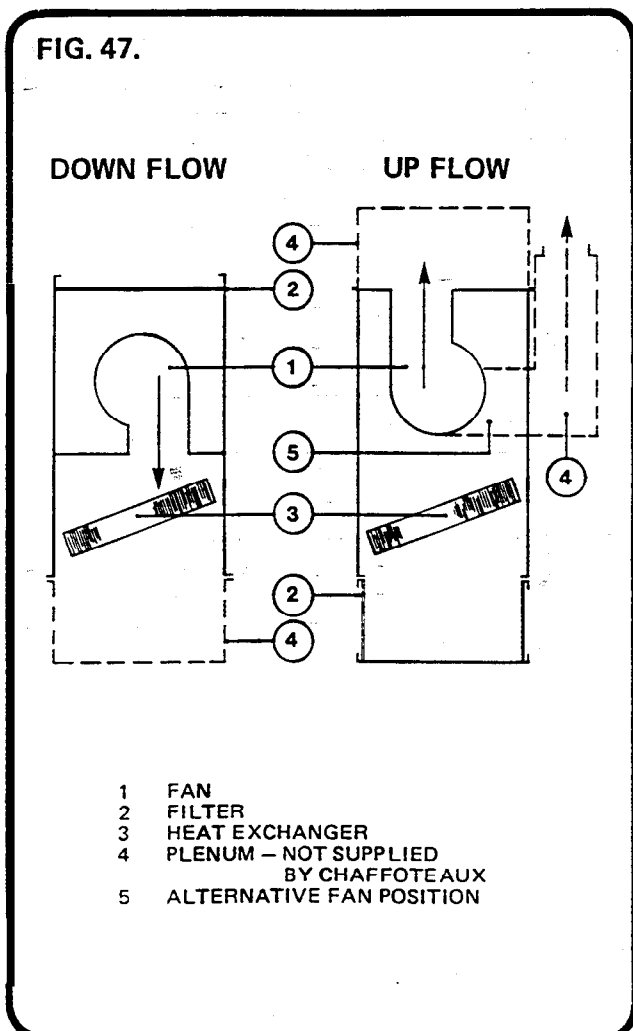 FIG. 47.
DOWN FLOW
UP FLOW
4
2
1
5
4
3
2
4
1 FAN
2 FILTER
3 HEAT EXCHANGER
4 PLENUM – NOT SUPPLIED
BY CHAFFOTEAUX
5 ALTERNATIVE FAN POSITION